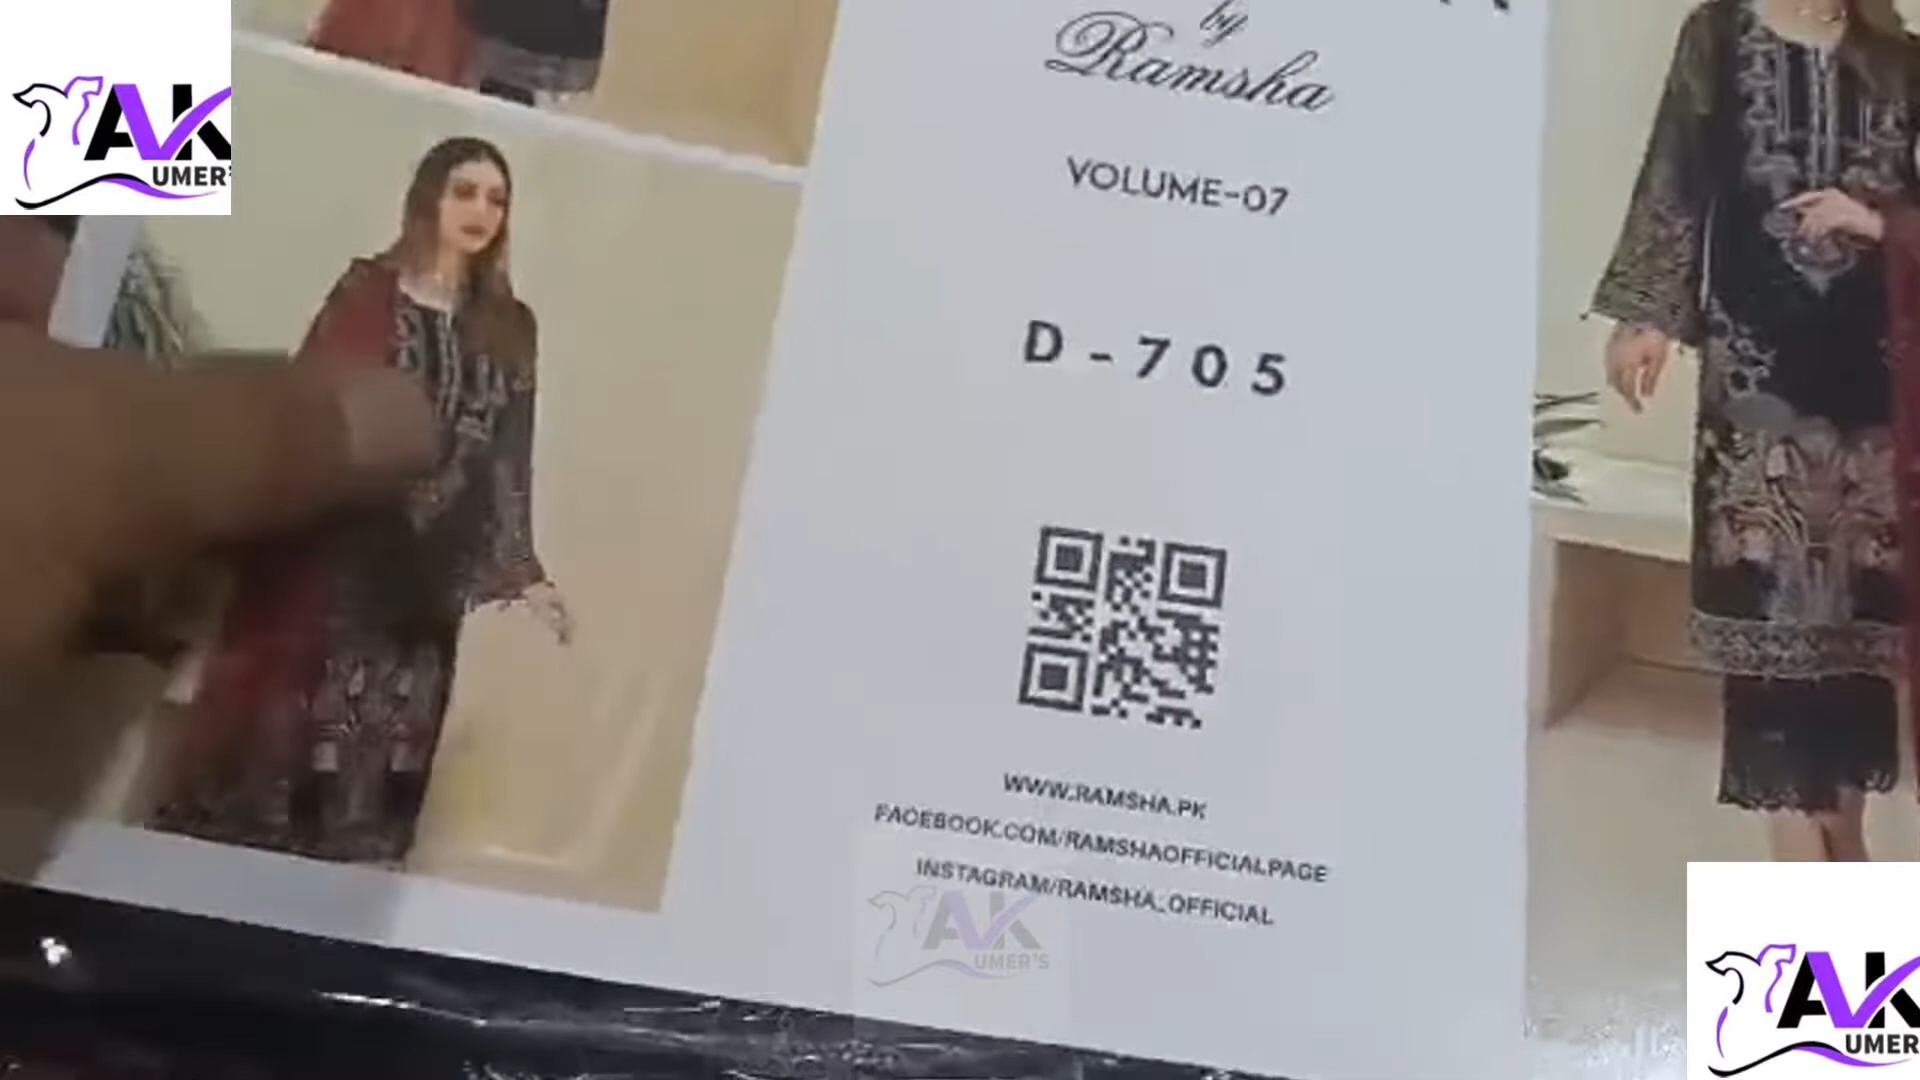 AK
UMER'
by
Ramsha
VOLUME-07
D-705
WWW.RAMSHA.PK
FACEBOOK.COM/RAMSHAOFFICIALPAGE
INSTAGRAM/RAMSHA_OFFICIAL
AK
UMER'S
AK
UMER